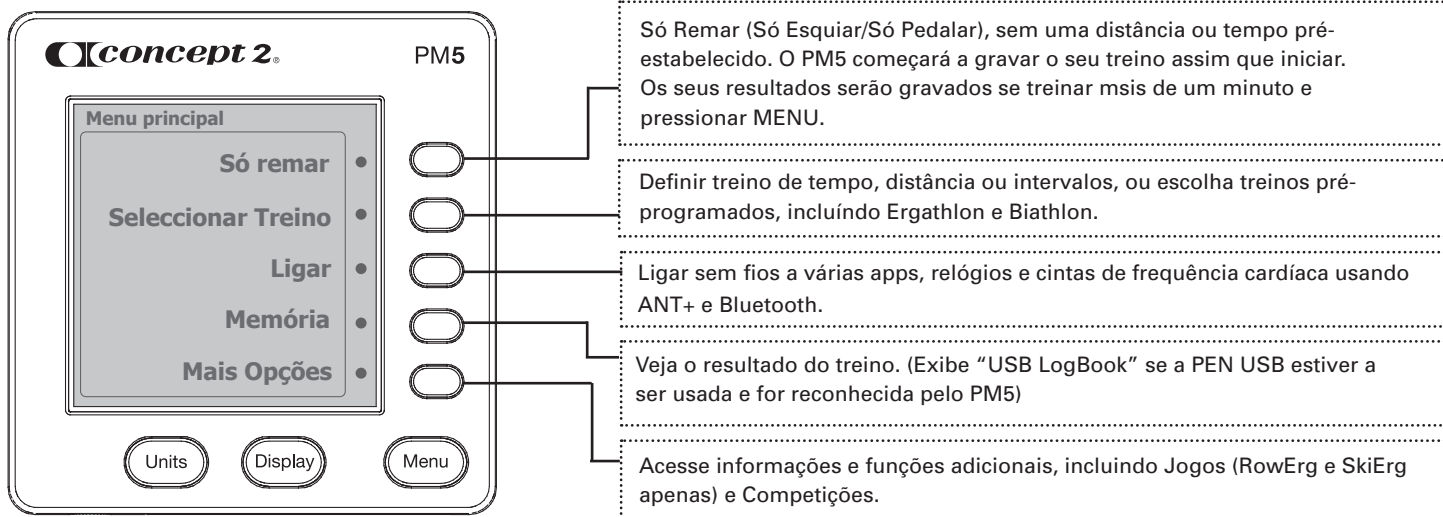 concept 2®
PM5
Menu principal
Só remar
Seleccionar Treino
Ligar
Memória
Mais Opções
Units
Display
Menu
Só Remar (Só Esquiar/Só Pedalar), sem uma distância ou tempo pré-
estabelecido. O PM5 começará a gravar o seu treino assim que iniciar.
Os seus resultados serão gravados se treinar msis de um minuto e
pressionar MENU.
Definir treino de tempo, distância ou intervalos, ou escolha treinos pré-
programados, incluíndo Ergathlon e Biathlon.
Ligar sem fios a várias apps, relógios e cintas de frequência cardíaca usando
ANT+ e Bluetooth.
Veja o resultado do treino. (Exibe “USB LogBook” se a PEN USB estiver a
ser usada e for reconhecida pelo PM5)
Acesse informações e funções adicionais, incluindo Jogos (RowErg e SkiErg
apenas) e Competições.